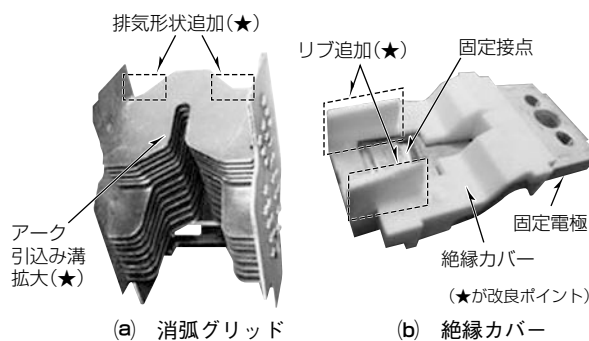 排気形状追加(★)
アーク
引込み溝
拡大(★)
(a) 消弧グリッド
リブ追加(★)
固定接点
固定電極
絶縁カバー
(★が改良ポイント)
(b) 絶縁カバー